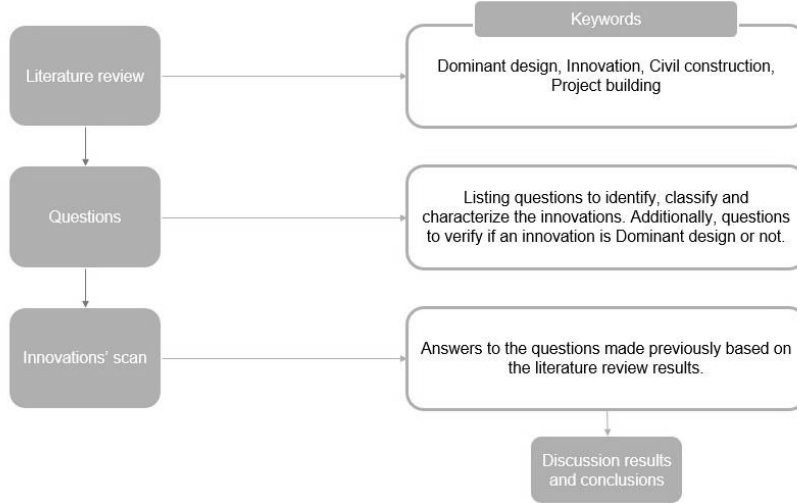 Keywords
Literature review
Dominant design, Innovation, Civil construction,
Project building
Questions
Listing questions to identify, classify and
characterize the innovations. Additionally, questions
to verify if an innovation is Dominant design or not.
Innovations' scan
Answers to the questions made previously based on
the literature review results.
Discussion results
and conclusions